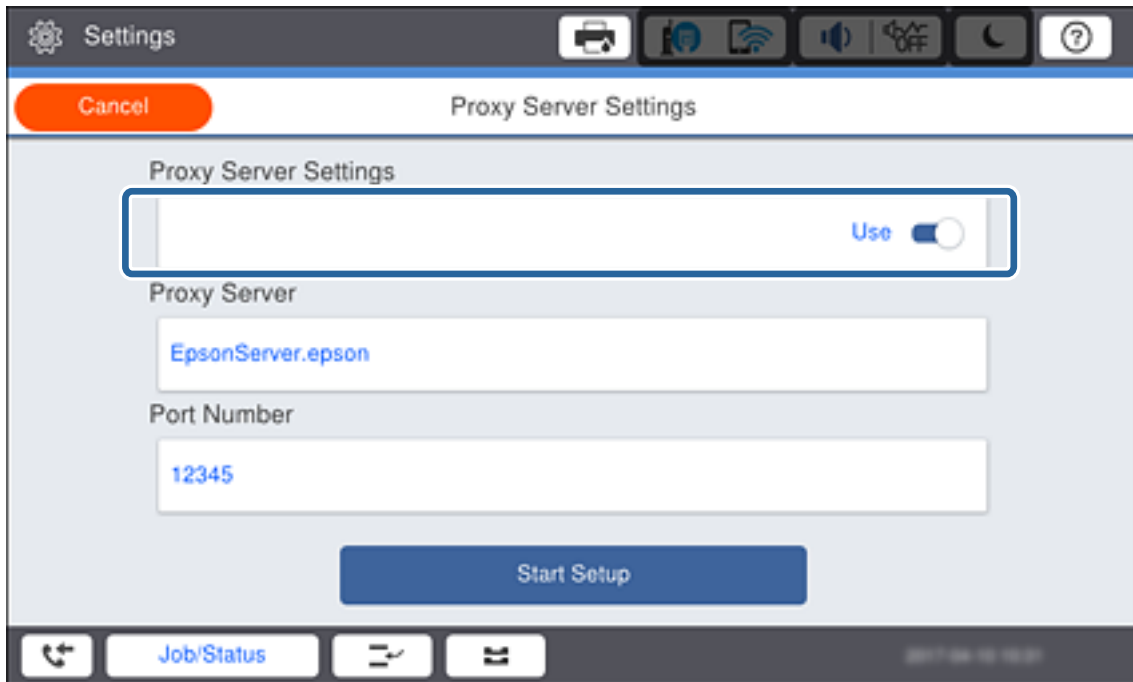 Settings
OFF
?
Cancel
Proxy Server Settings
Proxy Server Settings
Use
Proxy Server
EpsonServer.epson
Port Number
12345
Start Setup
Job/Status